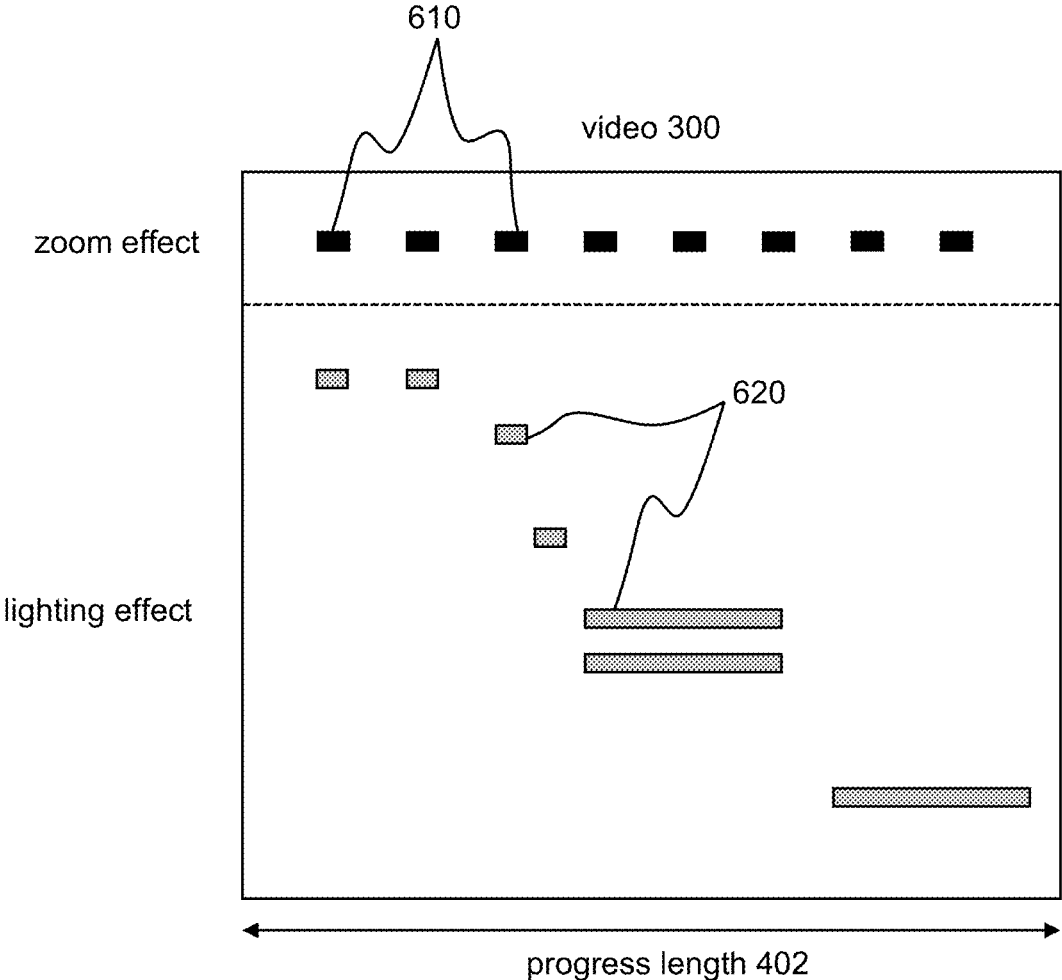 610
video 300
zoom effect
620
lighting effect
progress length 402